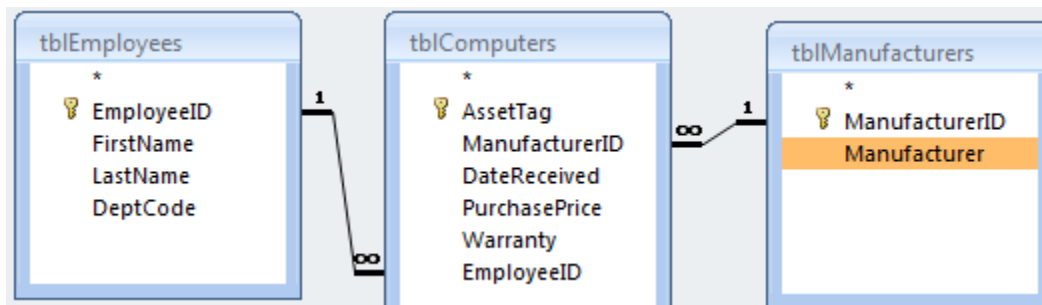 tblEmployees
*
EmployeeID
FirstName
LastName
DeptCode
1
∞
tblComputers
*
AssetTag
ManufacturerID
DateReceived
PurchasePrice
Warranty
EmployeeID
∞
1
tblManufacturers
*
ManufacturerID
Manufacturer